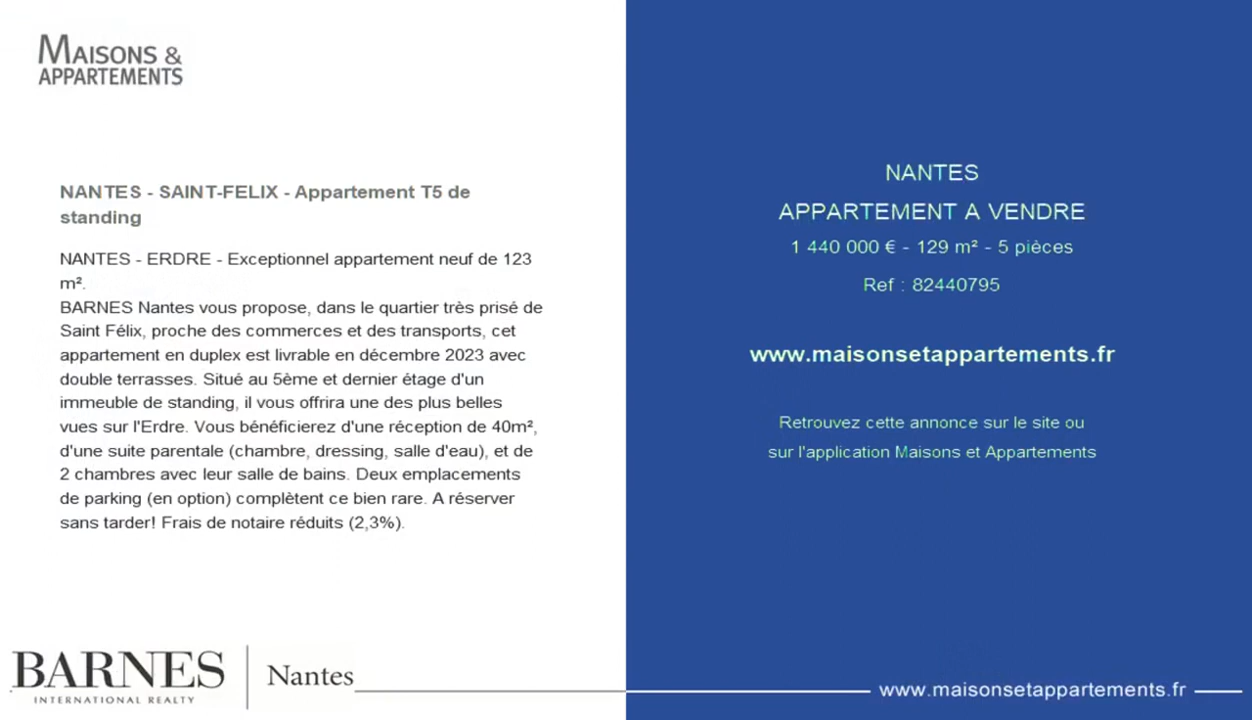 MAISONS &
APPARTEMENTS
NANTES - SAINT-FELIX - Appartement T5 de
standing
NANTES - ERDRE - Exceptionnel appartement neuf de 123
m².
BARNES Nantes vous propose, dans le quartier très prisé de
Saint Félix, proche des commerces et des transports, cet
appartement en duplex est livrable en décembre 2023 avec
double terrasses. Situé au 5ème et dernier étage d'un
immeuble de standing, il vous offrira une des plus belles
vues sur l'Erdre. Vous bénéficierez d'une réception de 40m²,
d'une suite parentale (chambre, dressing, salle d'eau), et de
2 chambres avec leur salle de bains. Deux emplacements
de parking (en option) complètent ce bien rare. A réserver
sans tarder! Frais de notaire réduits (2,3%).
BARNES
INTERNATIONAL REALTY
Nantes
NANTES
APPARTEMENT A VENDRE
1 440 000 € - 129 m² - 5 pièces
Ref : 82440795
www.maisonsetappartements.fr
Retrouvez cette annonce sur le site ou
sur l'application Maisons et Appartements
www.maisonsetappartements.fr